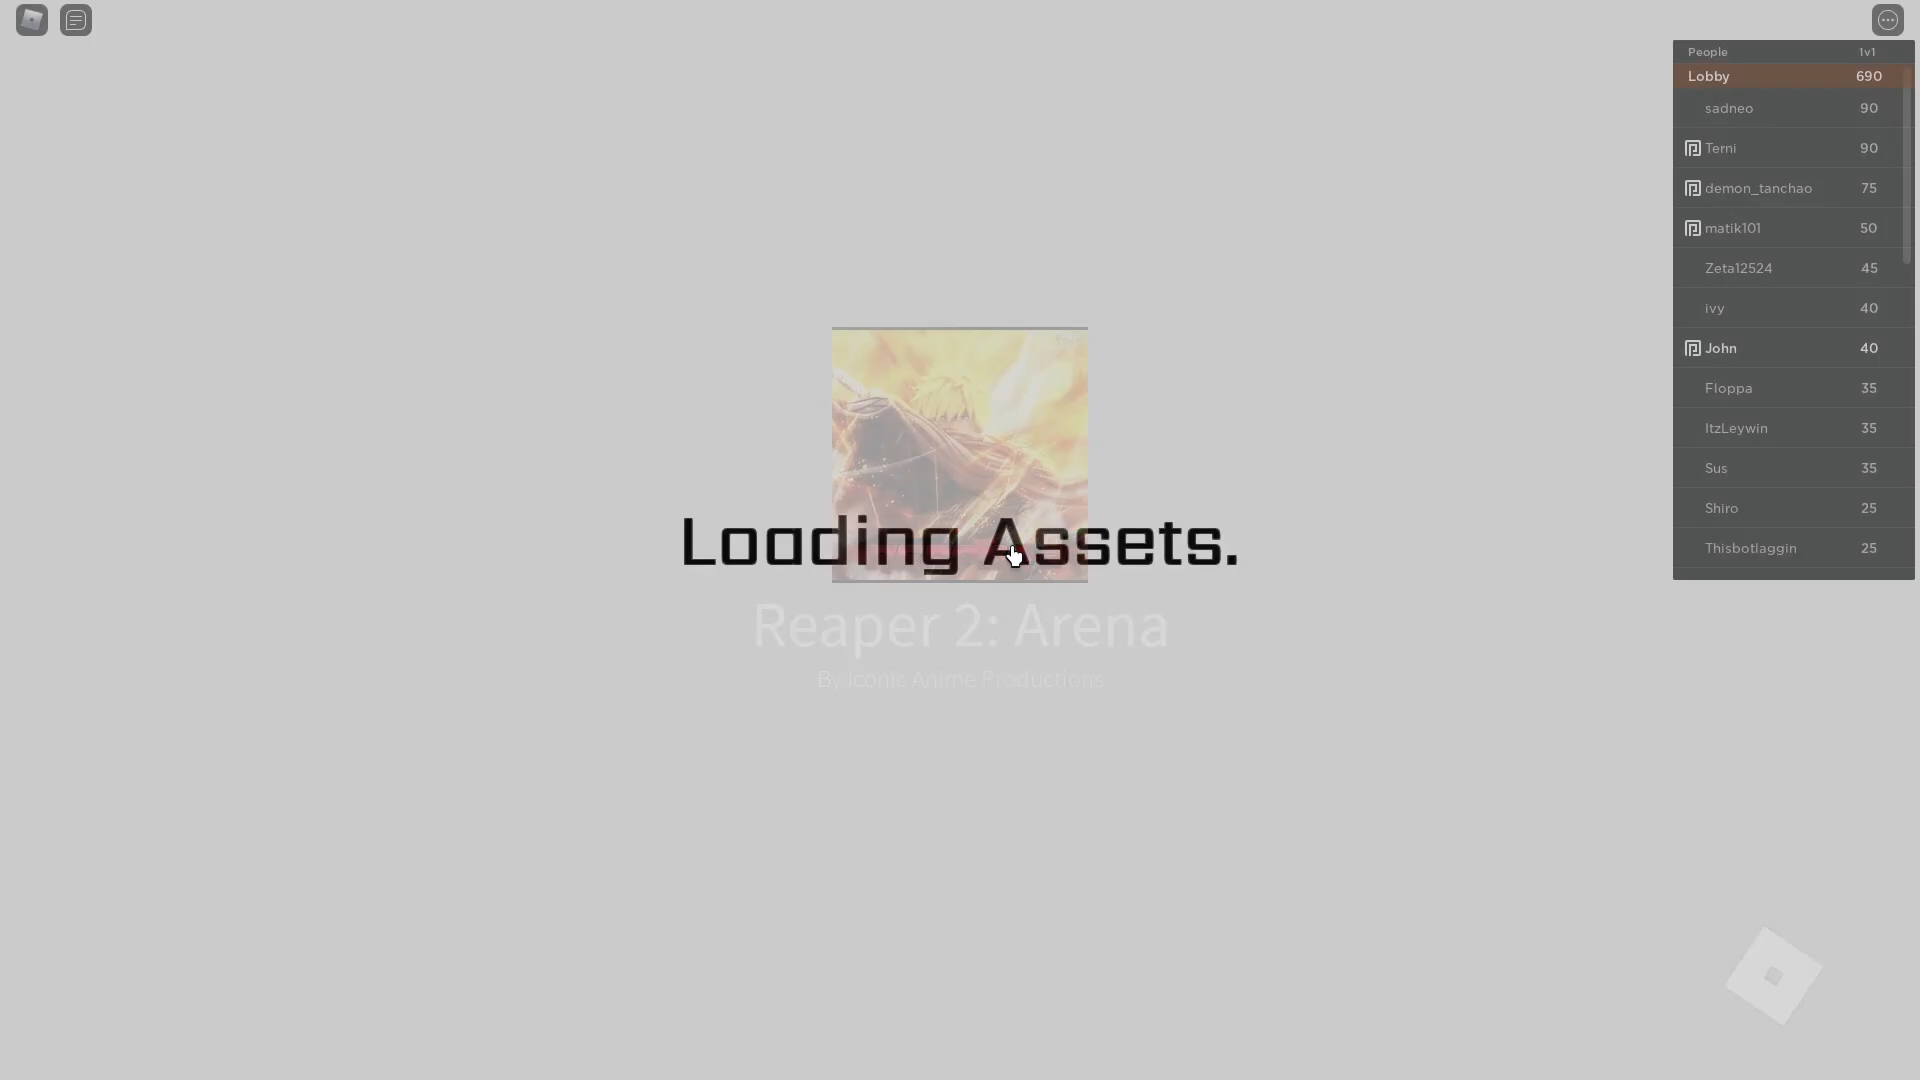 People 1v1
Lobby 690
sadneo 90
Terni 90
demon_tanchao 75
matik101 50
Zeta12524 45
ivy 40
John 40
Floppa 35
ItzLeywin 35
Sus 35
Shiro 25
Thisbotlaggin 25
Loading Assets.
Reaper 2: Arena
By Iconic Anime Productions